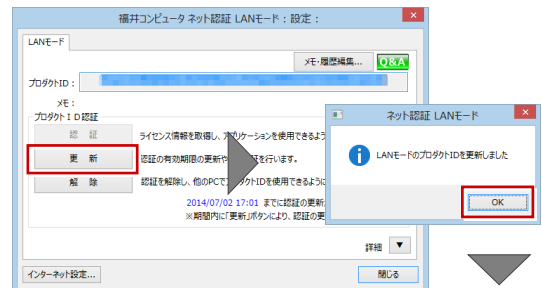 福井コンピュータ ネット認証 LANモード：設定：
LANモード
メモ・履歴編集...
Q&A
プロダクトID：
メモ：
プロダクトＩＤ認証
認 証
ライセンス情報を取得し、アプリケーションを使用できるよう
更 新
認証の有効期限の更新や
を行います。
解 除
認証を解除し、他のPCで
プロダクトIDを使用できるように
2014/07/02 17:01 までに認証の更新
※期間内に「更新」ボタンにより、認証の更
詳細
インターネット設定...
閉じる
ネット認証 LANモード
LANモードのプロダクトIDを更新しました
OK